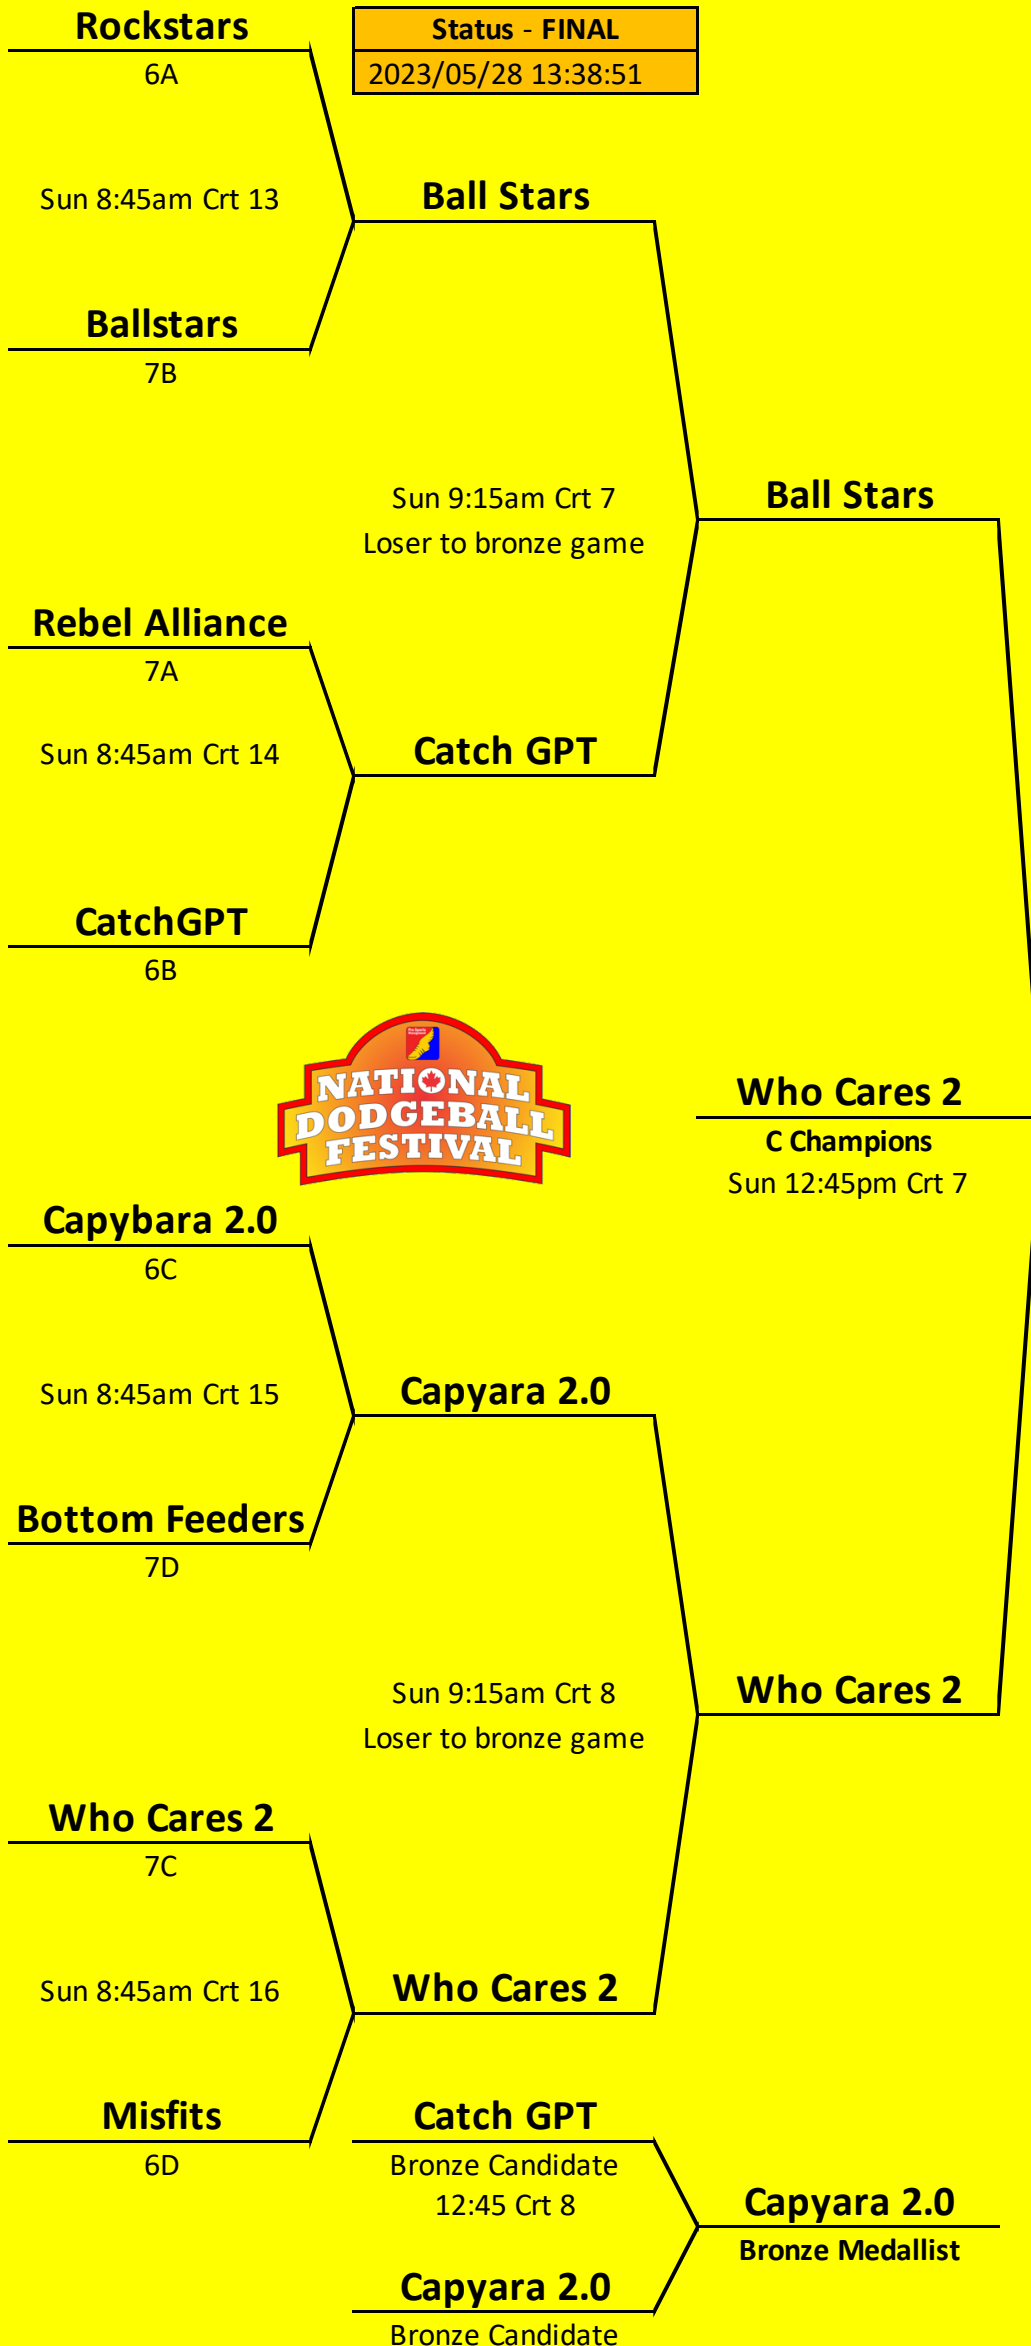 Rockstars
Status - FINAL
6A
2023/05/28 13:38:51
Sun 8:45am Crt 13
Ball Stars
Ballstars
7B
Sun 9:15am Crt 7
Ball Stars
Loser to bronze game
Rebel Alliance
7A
Sun 8:45am Crt 14
Catch GPT
CatchGPT
6B
NATIONAL
DODGEBALL
FESTIVAL
Who Cares 2
C Champions
Sun 12:45pm Crt 7
Capybara 2.0
6C
Sun 8:45am Crt 15
Capyara 2.0
Bottom Feeders
7D
Sun 9:15am Crt 8
Who Cares 2
Loser to bronze game
Who Cares 2
7C
Sun 8:45am Crt 16
Who Cares 2
Misfits
6D
Catch GPT
Bronze Candidate
12:45 Crt 8
Capyara 2.0
Bronze Medallist
Capyara 2.0
Bronze Candidate